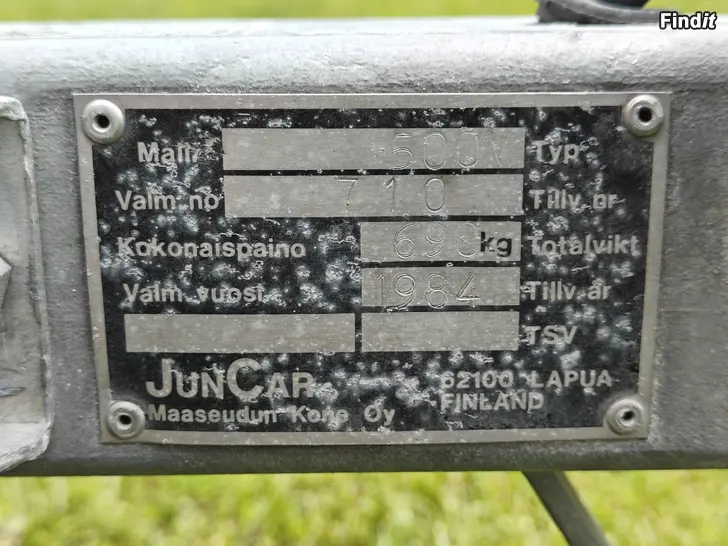 Findit
Malli 500V Typ
Valm. no 710 Tillv. nr
Kokonaispaino 690 kg Totalvikt
Valm. vuosi 1984 Tillv. år
TSV
JUNCAR 62100 LAPUA
Maaseudun Kone Oy FINLAND